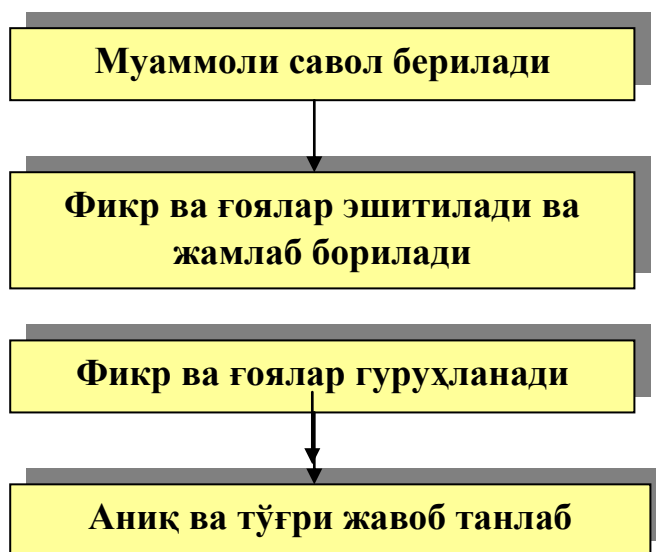 Муаммоли савол берилади
Фикр ва ғоялар эшитилади ва
жамлаб борилади
Фикр ва ғоялар гуруҳланади
Аниқ ва тўғри жавоб танлаб